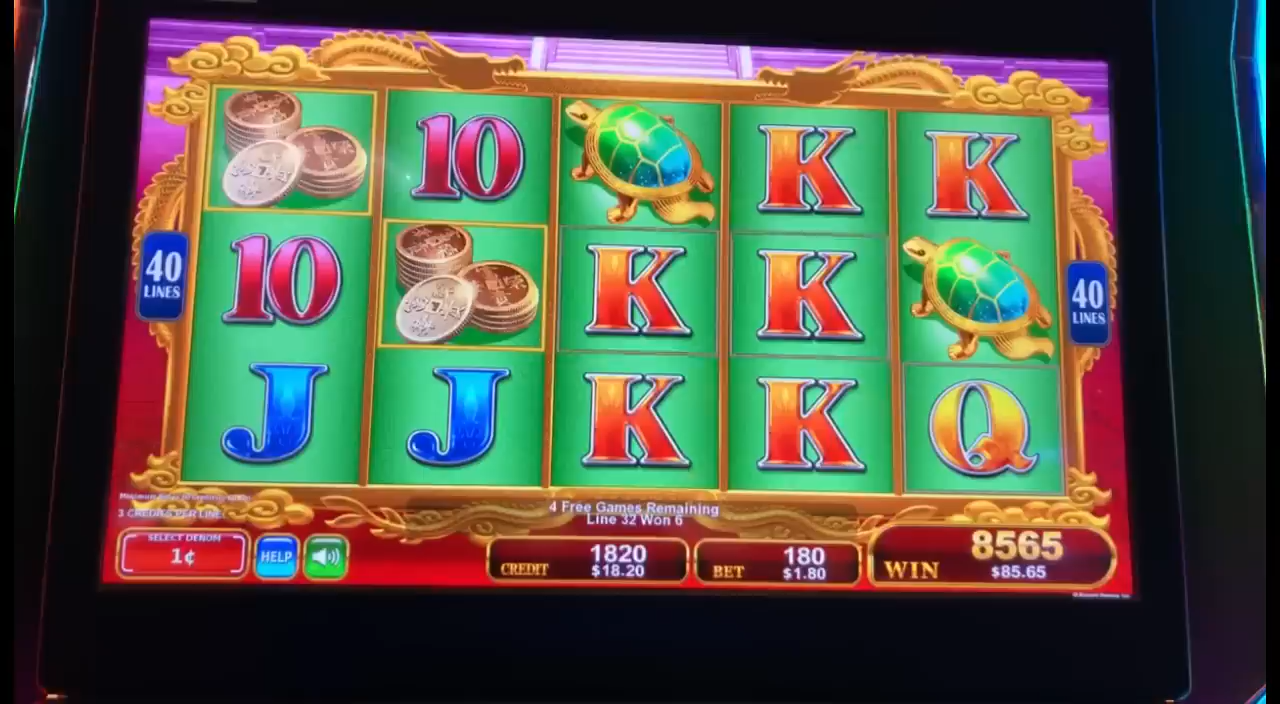 10 K K
10 K K
J J K K Q
40
LINES
40
LINES
3 CREDITS PER LINE
4 Free Games Remaining
Line 32 Won 6
SELECT DENOM
1¢
HELP
CREDIT
1820
$18.20
BET
180
$1.80
WIN
8565
$85.65